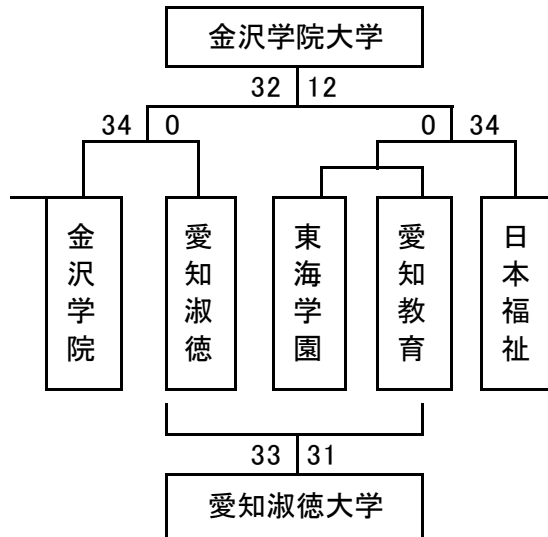 金沢学院大学
32 12
34 0 0 34
金沢学院
愛知淑徳
東海学園
愛知教育
日本福祉
33 31
愛知淑徳大学